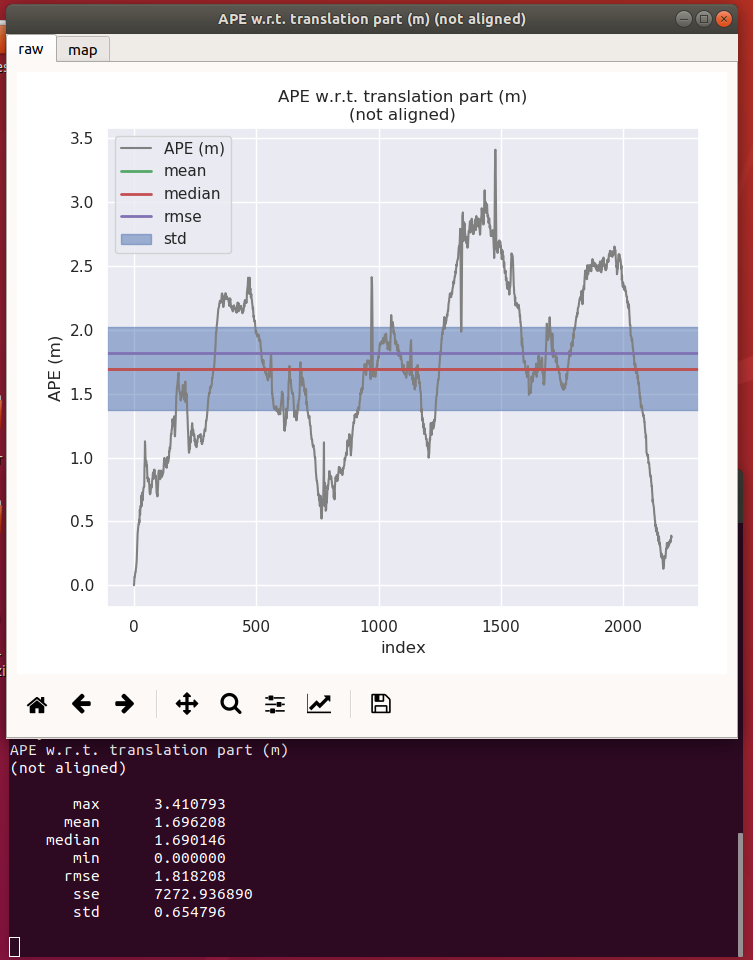 APE w.r.t. translation part (m) (not aligned)
raw map
APE w.r.t. translation part (m)
(not aligned)
APE (m)
mean
median
rmse
std
3.5
3.0
2.5
2.0
1.5
1.0
0.5
0.0
APE (m)
0 500 1000 1500 2000
index
APE w.r.t. translation part (m)
(not aligned)
max 3.410793
mean 1.696208
median 1.690146
min 0.000000
rmse 1.818208
sse 7272.936890
std 0.654796